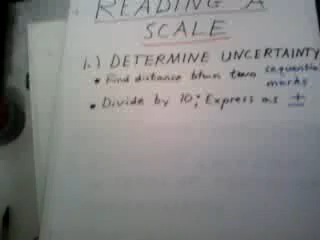 READING A
SCALE
1.) DETERMINE UNCERTAINTY
• Find distance btwn two sequential
marks
• Divide by 10; Express as ±